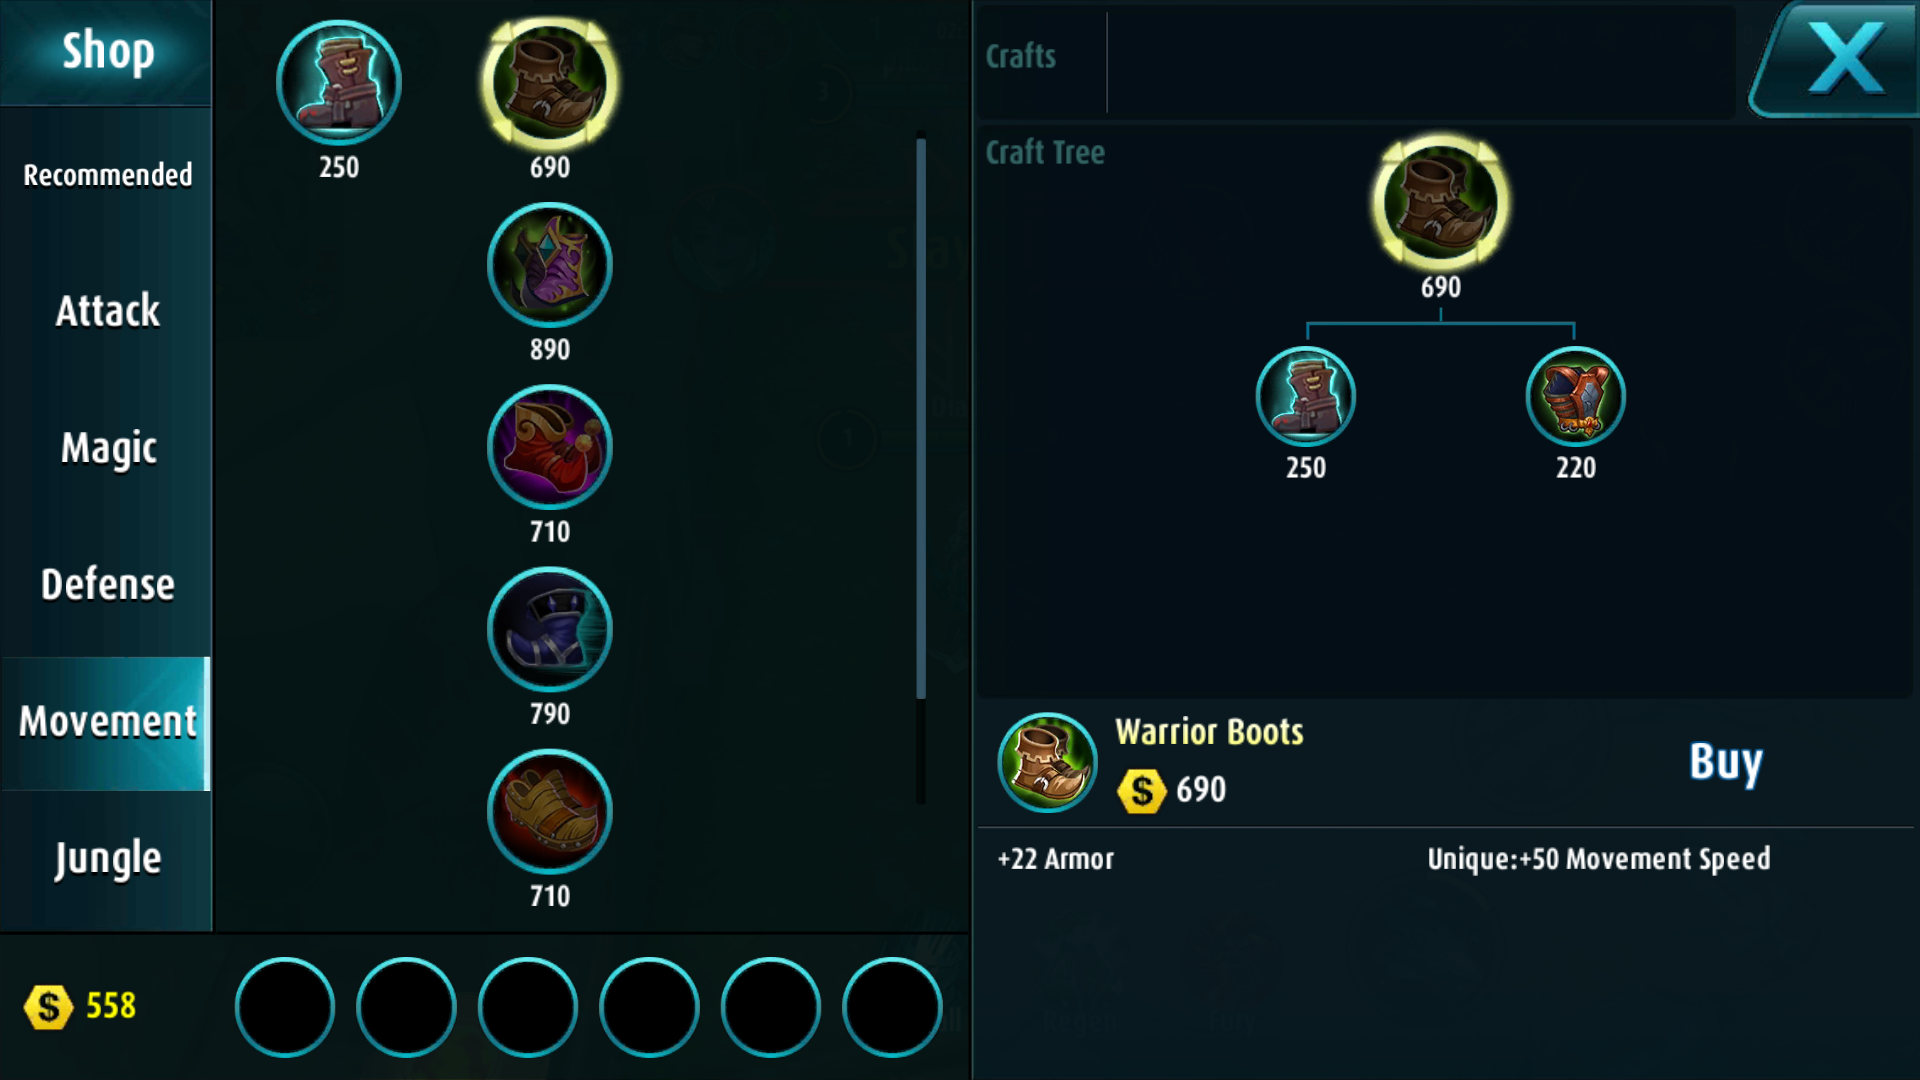 Shop
Recommended
Attack
Magic
Defense
Movement
Jungle
250
690
890
710
790
710
558
Crafts
Craft Tree
690
250
220
Warrior Boots
690
Buy
+22 Armor
Unique:+50 Movement Speed